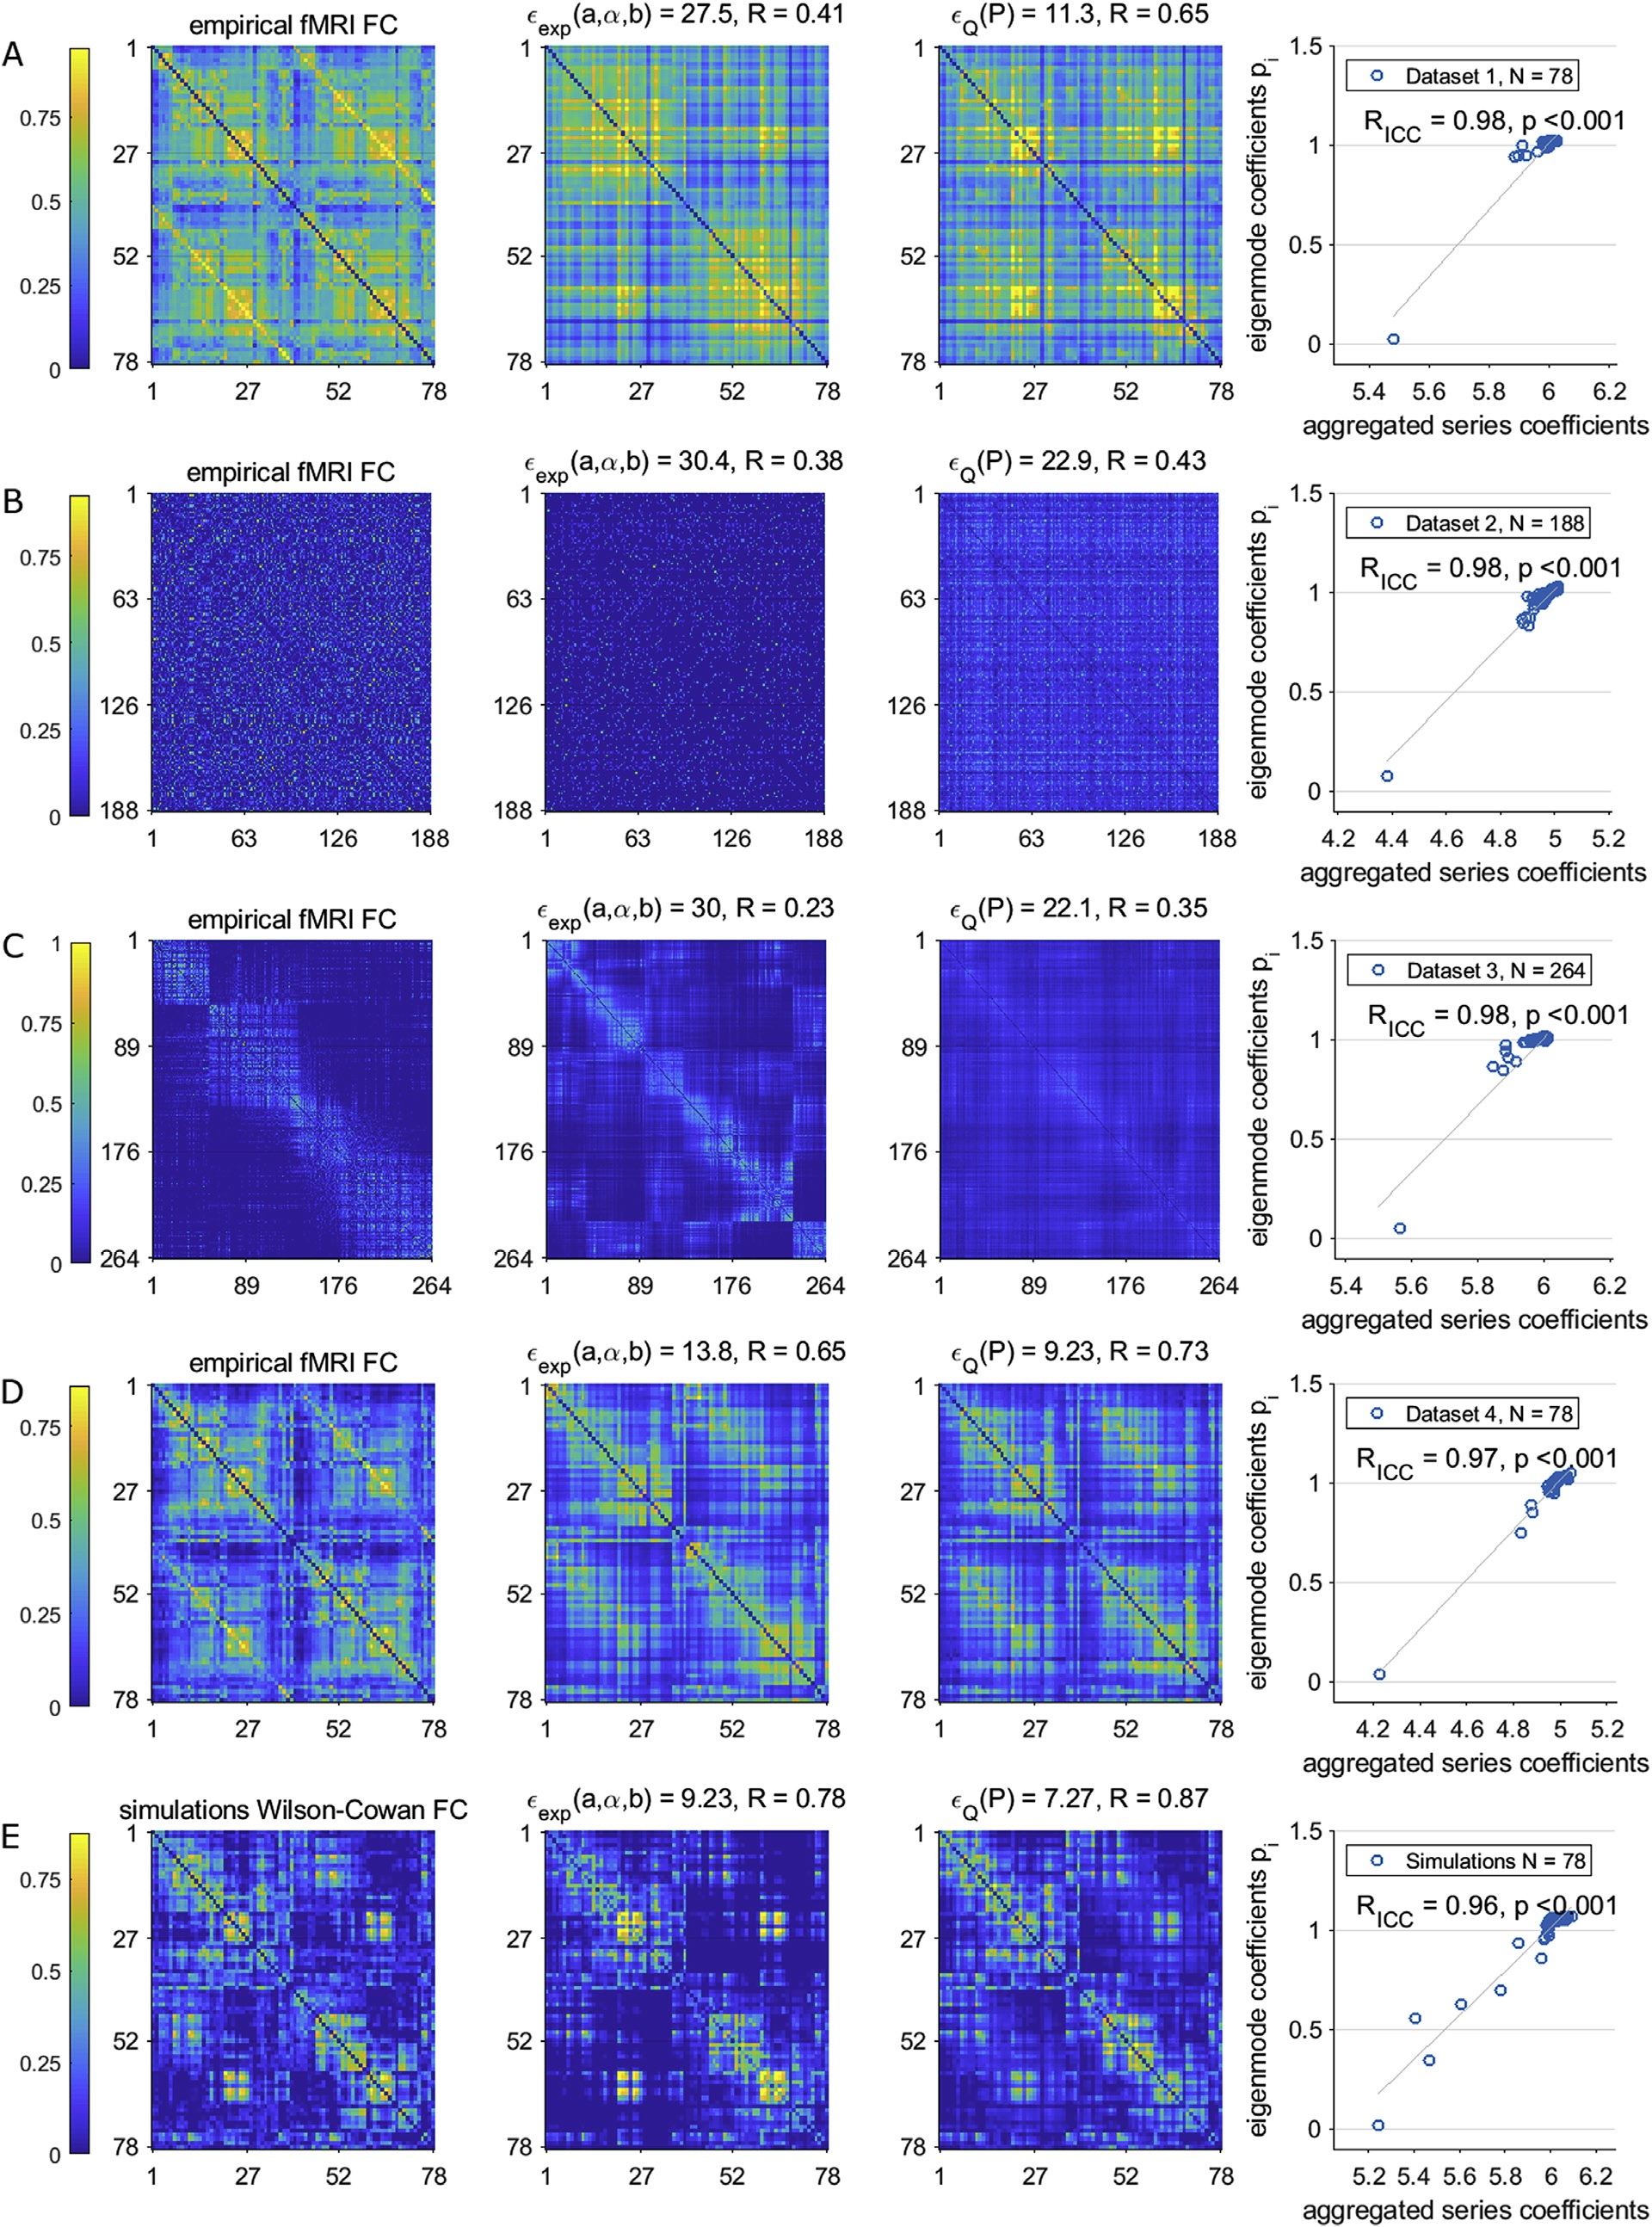 A
empirical fMRI FC
ϵexp(a,α,b) = 27.5, R = 0.41
ϵQ(P) = 11.3, R = 0.65
0.75
0.5
0.25
0
1
27
52
78
1 27 52 78
1
27
52
78
1 27 52 78
1
27
52
78
1 27 52 78
eigenmode coefficients pi
1.5
1
0.5
0
Dataset 1, N = 78
RICC = 0.98, p <0.001
5.4 5.6 5.8 6 6.2
aggregated series coefficients
B
empirical fMRI FC
ϵexp(a,α,b) = 30.4, R = 0.38
ϵQ(P) = 22.9, R = 0.43
0.75
0.5
0.25
0
1
63
126
188
1 63 126 188
1
63
126
188
1 63 126 188
1
63
126
188
1 63 126 188
eigenmode coefficients pi
1.5
1
0.5
0
Dataset 2, N = 188
RICC = 0.98, p <0.001
4.2 4.4 4.6 4.8 5 5.2
aggregated series coefficients
C
empirical fMRI FC
ϵexp(a,α,b) = 30, R = 0.23
ϵQ(P) = 22.1, R = 0.35
1
0.75
0.5
0.25
0
1
89
176
264
1 89 176 264
1
89
176
264
1 89 176 264
1
89
176
264
1 89 176 264
eigenmode coefficients pi
1.5
1
0.5
0
Dataset 3, N = 264
RICC = 0.98, p <0.001
5.4 5.6 5.8 6 6.2
aggregated series coefficients
D
empirical fMRI FC
ϵexp(a,α,b) = 13.8, R = 0.65
ϵQ(P) = 9.23, R = 0.73
0.75
0.5
0.25
0
1
27
52
78
1 27 52 78
1
27
52
78
1 27 52 78
1
27
52
78
1 27 52 78
eigenmode coefficients pi
1.5
1
0.5
0
Dataset 4, N = 78
RICC = 0.97, p <0.001
4.2 4.4 4.6 4.8 5 5.2
aggregated series coefficients
E
simulations Wilson-Cowan FC
ϵexp(a,α,b) = 9.23, R = 0.78
ϵQ(P) = 7.27, R = 0.87
0.75
0.5
0.25
0
1
27
52
78
1 27 52 78
1
27
52
78
1 27 52 78
1
27
52
78
1 27 52 78
eigenmode coefficients pi
1.5
1
0.5
0
Simulations N = 78
RICC = 0.96, p <0.001
5.2 5.4 5.6 5.8 6 6.2
aggregated series coefficients